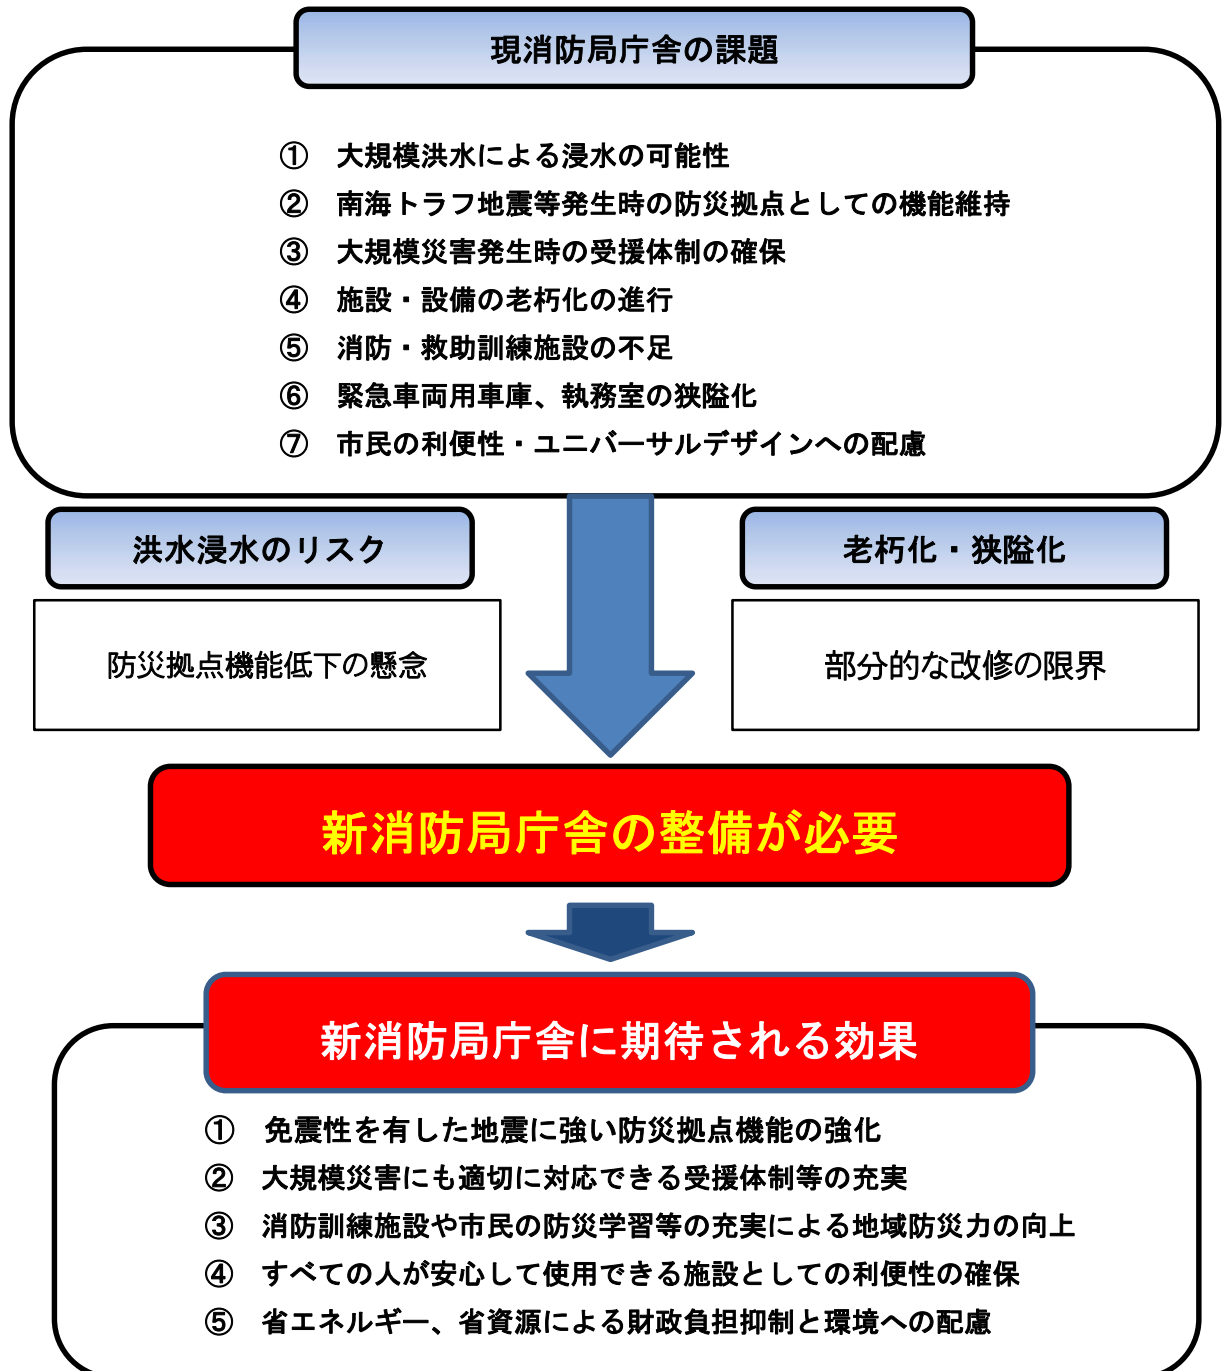 現消防局庁舎の課題
① 大規模洪水による浸水の可能性
② 南海トラフ地震等発生時の防災拠点としての機能維持
③ 大規模災害発生時の受援体制の確保
④ 施設・設備の老朽化の進行
⑤ 消防・救助訓練施設の不足
⑥ 緊急車両用車庫、執務室の狭隘化
⑦ 市民の利便性・ユニバーサルデザインへの配慮
洪水浸水のリスク
防災拠点機能低下の懸念
老朽化・狭隘化
部分的な改修の限界
新消防局庁舎の整備が必要
新消防局庁舎に期待される効果
① 免震性を有した地震に強い防災拠点機能の強化
② 大規模災害にも適切に対応できる受援体制等の充実
③ 消防訓練施設や市民の防災学習等の充実による地域防災力の向上
④ すべての人が安心して使用できる施設としての利便性の確保
⑤ 省エネルギー、省資源による財政負担抑制と環境への配慮